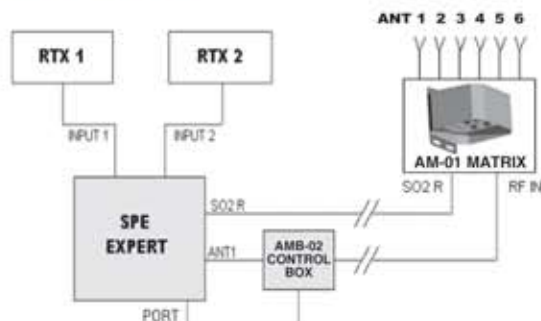 ANT 1 2 3 4 5 6
RTX 1
RTX 2
INPUT 1
INPUT 2
AM-01 MATRIX
SO2 R
RF IN
SPE
EXPERT
SO2 R
ANT1
AMB-02
CONTROL
BOX
PORT